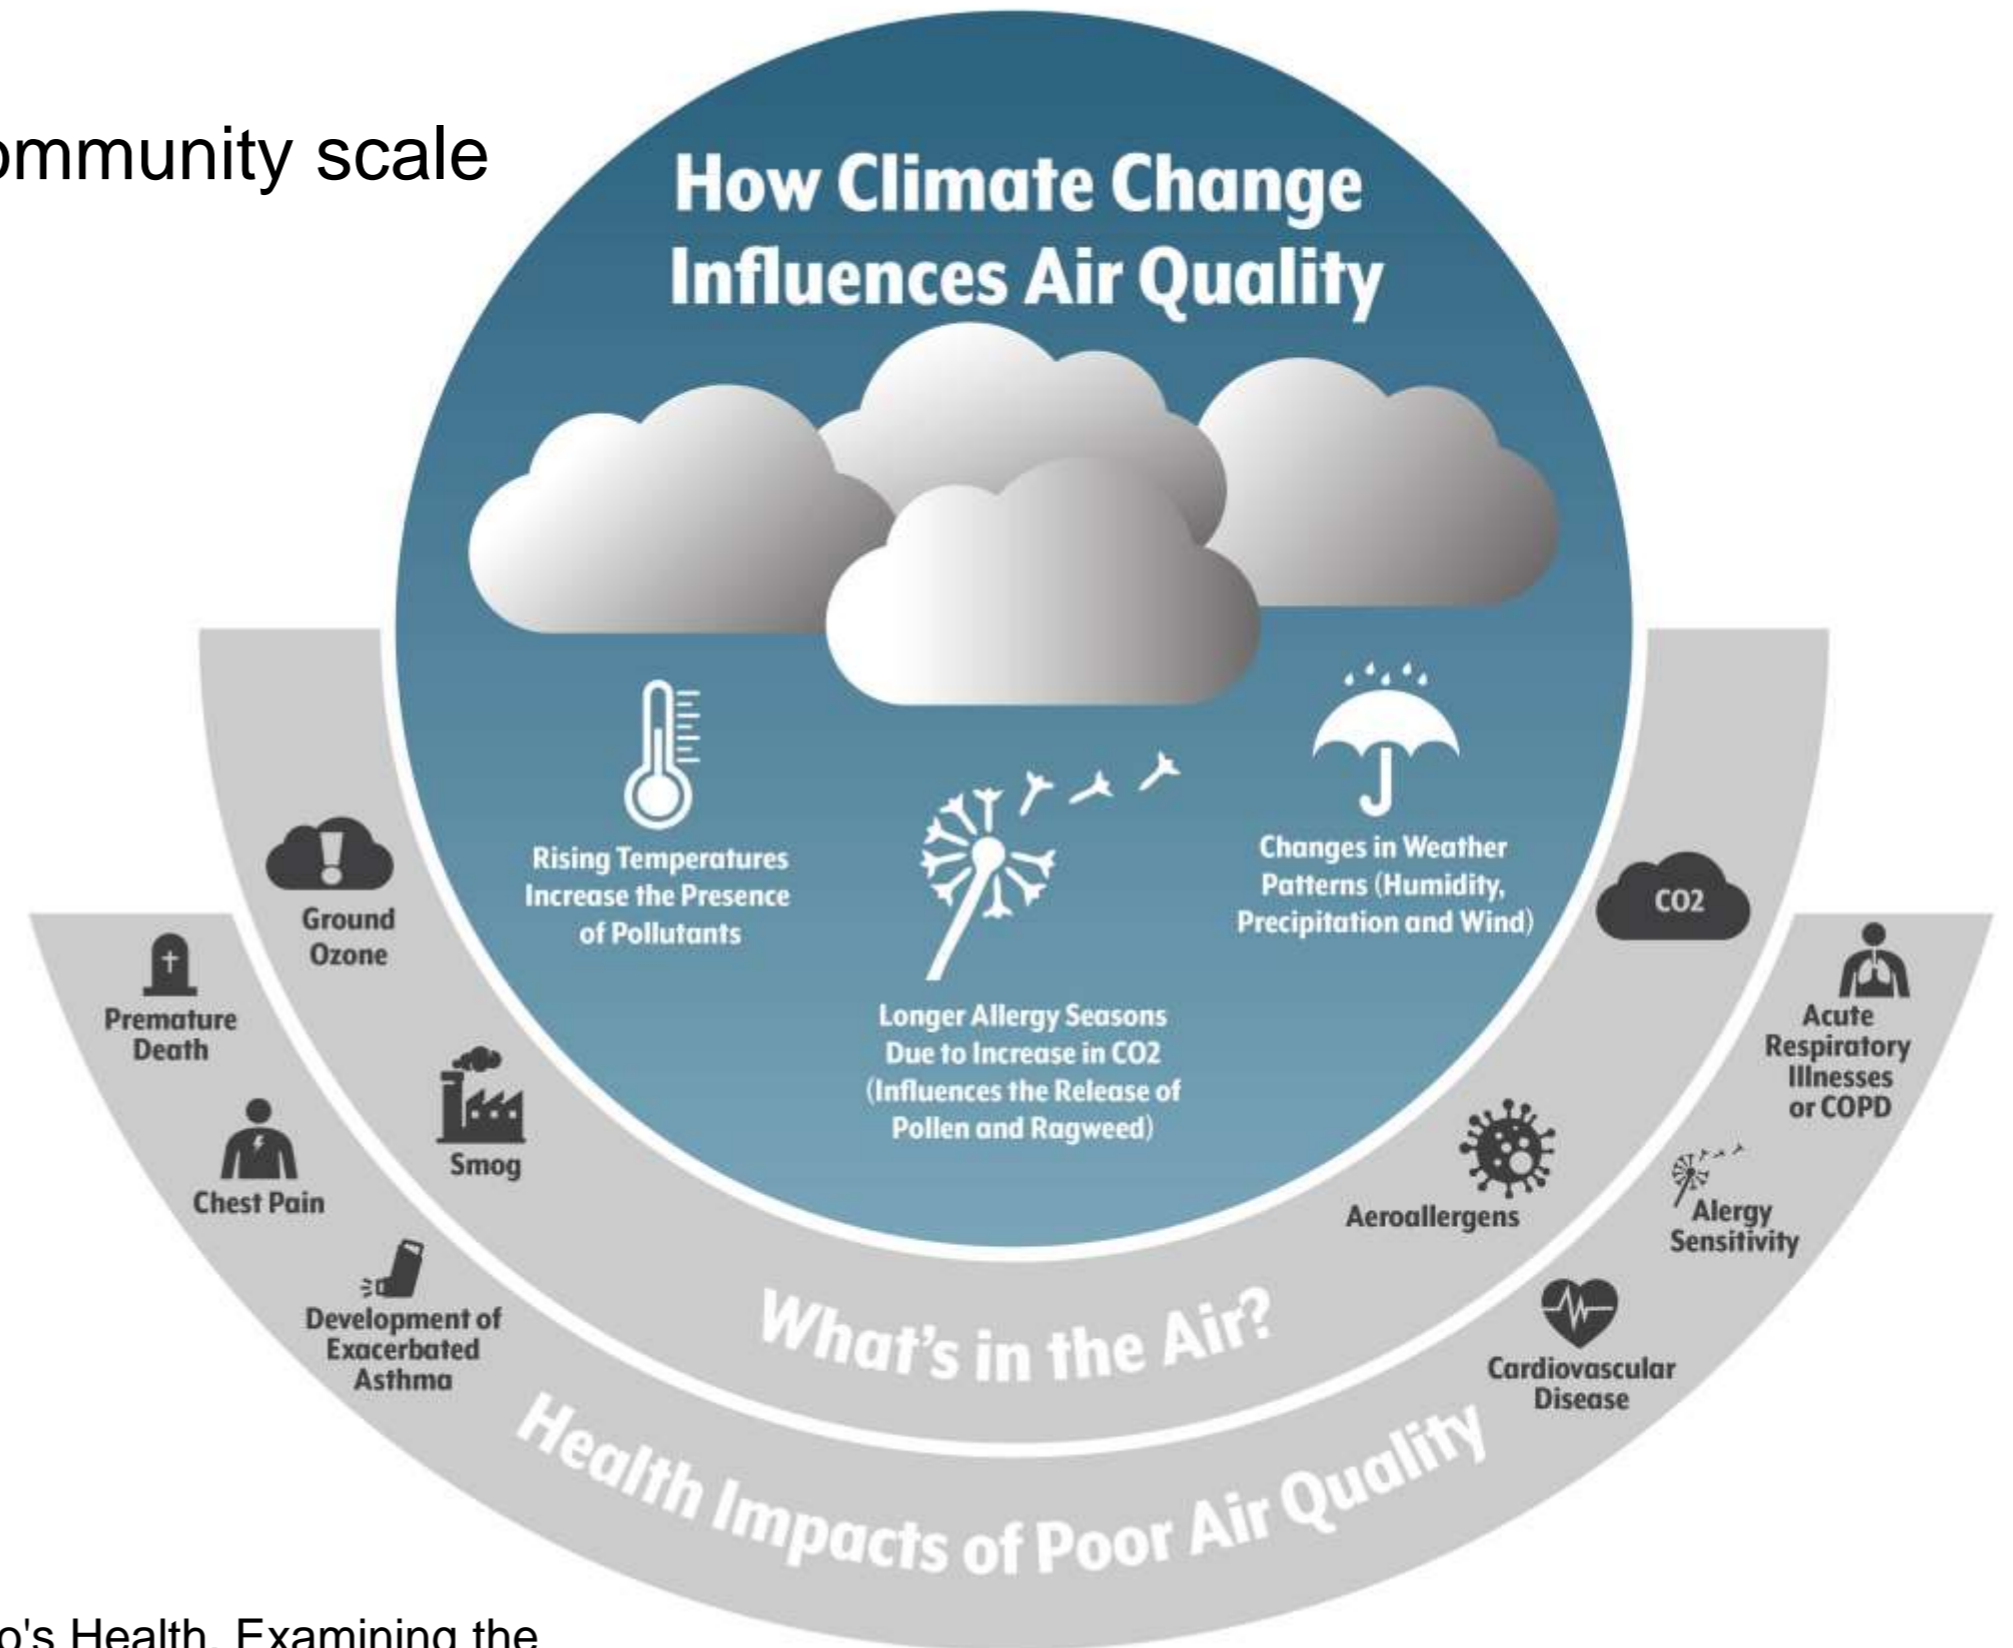 ommunity scale
How Climate Change
Influences Air Quality
Rising Temperatures
Increase the Presence
of Pollutants
Longer Allergy Seasons
Due to Increase in CO2
(Influences the Release of
Pollen and Ragweed)
Changes in Weather
Patterns (Humidity,
Precipitation and Wind)
Ground
Ozone
Smog
What's in the Air?
Aeroallergens
CO2
Premature
Death
Chest Pain
Development of
Exacerbated
Asthma
Health Impacts of Poor Air Quality
Cardiovascular
Disease
Alergy
Sensitivity
Acute
Respiratory
Illnesses
or COPD
o's Health. Examining the